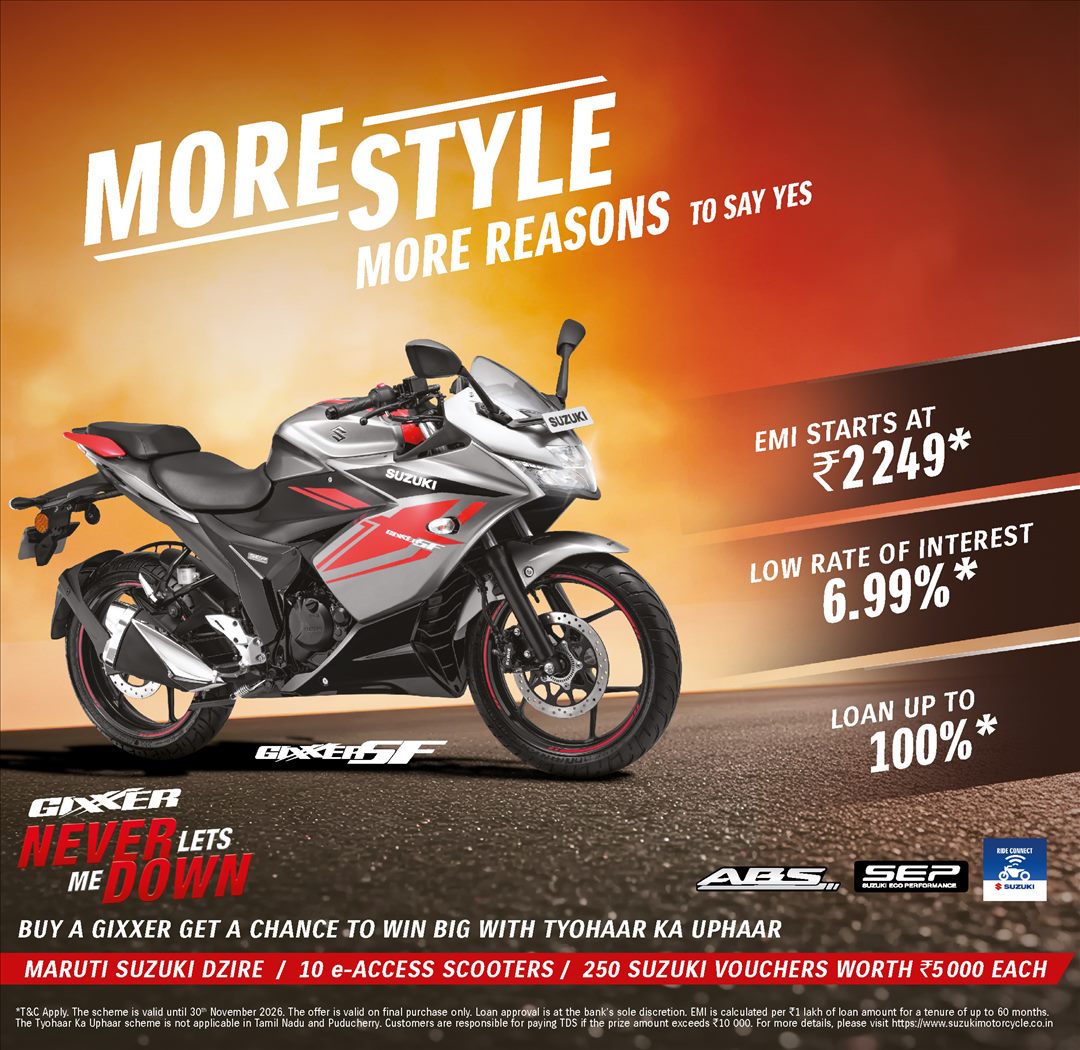 MORE STYLE
MORE REASONS TO SAY YES
SUZUKI
SUZUKI
GIXXER SF
SEP
EMI STARTS AT
₹2 249*
LOW RATE OF INTEREST
6.99%*
LOAN UP TO
100%*
GIXXER SF
GIXXER
NEVER LETS
ME DOWN
ABS
SEP
SUZUKI ECO PERFORMANCE
RIDE CONNECT
SUZUKI
BUY A GIXXER GET A CHANCE TO WIN BIG WITH TYOHAAR KA UPHAAR
MARUTI SUZUKI DZIRE / 10 e-ACCESS SCOOTERS / 250 SUZUKI VOUCHERS WORTH ₹5 000 EACH
*T&C Apply. The scheme is valid until 30th November 2026. The offer is valid on final purchase only. Loan approval is at the bank's sole discretion. EMI is calculated per ₹1 lakh of loan amount for a tenure of up to 60 months.
The Tyohaar Ka Uphaar scheme is not applicable in Tamil Nadu and Puducherry. Customers are responsible for paying TDS if the prize amount exceeds ₹10 000. For more details, please visit https://www.suzukimotorcycle.co.in